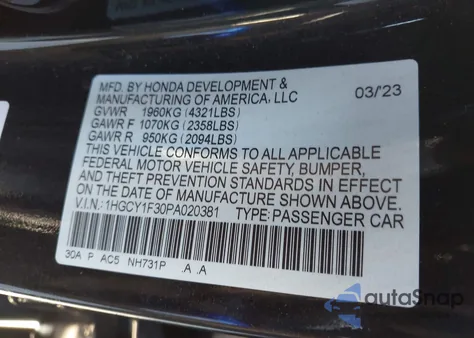 MFD. BY HONDA DEVELOPMENT &
MANUFACTURING OF AMERICA, LLC 03/23
GVWR 1960KG (4321LBS)
GAWR F 1070KG (2358LBS)
GAWR R 950KG (2094LBS)
THIS VEHICLE CONFORMS TO ALL APPLICABLE
FEDERAL MOTOR VEHICLE SAFETY, BUMPER,
AND THEFT PREVENTION STANDARDS IN EFFECT
ON THE DATE OF MANUFACTURE SHOWN ABOVE.
V.I.N.: 1HGCY1F30PA020381 TYPE: PASSENGER CAR
30A P AC5 NH731P .A .A
autoSnap